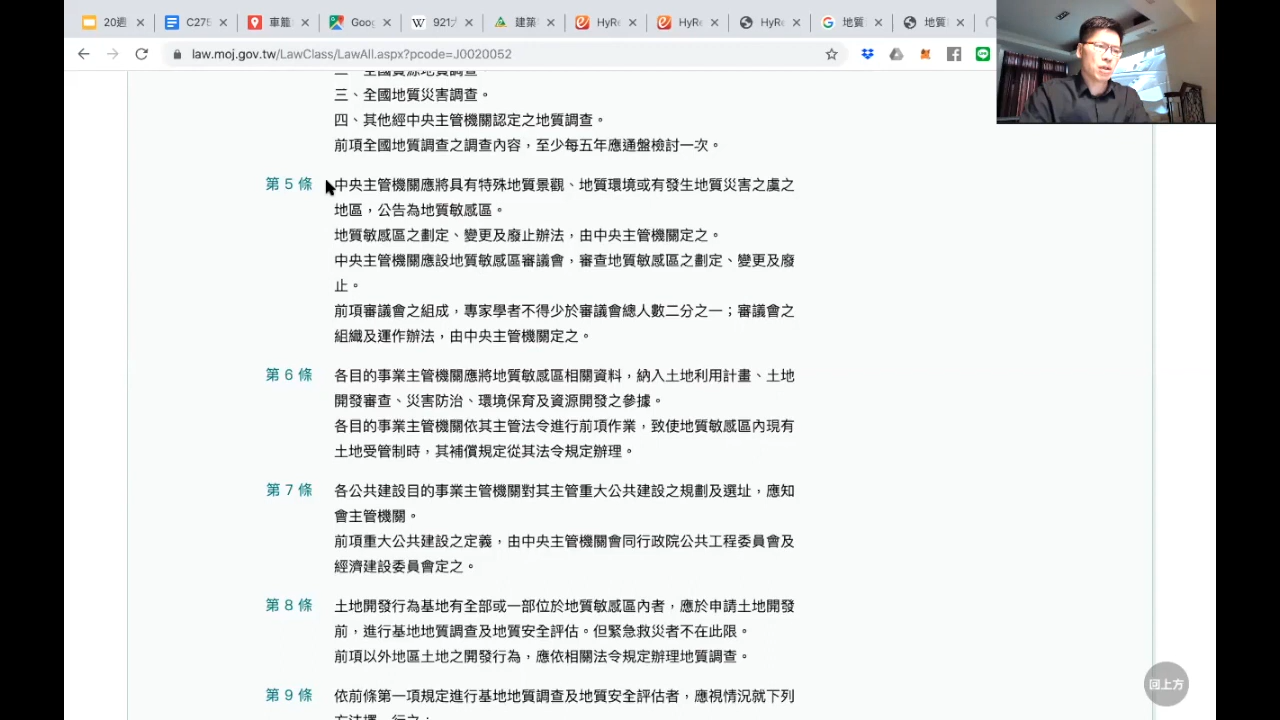 20週
C275
車籠
Goog
921大
建築
HyRe
HyRe
HyRe
地質
地質
law.moj.gov.tw/LawClass/LawAll.aspx?pcode=J0020052
二、全國資源地質調查。
三、全國地質災害調查。
四、其他經中央主管機關認定之地質調查。
前項全國地質調查之調查內容，至少每五年應通盤檢討一次。
第 5 條 中央主管機關應將具有特殊地質景觀、地質環境或有發生地質災害之虞之
地區，公告為地質敏感區。
地質敏感區之劃定、變更及廢止辦法，由中央主管機關定之。
中央主管機關應設地質敏感區審議會，審查地質敏感區之劃定、變更及廢
止。
前項審議會之組成，專家學者不得少於審議會總人數二分之一；審議會之
組織及運作辦法，由中央主管機關定之。
第 6 條 各目的事業主管機關應將地質敏感區相關資料，納入土地利用計畫、土地
開發審查、災害防治、環境保育及資源開發之參據。
各目的事業主管機關依其主管法令進行前項作業，致使地質敏感區內現有
土地受管制時，其補償規定從其法令規定辦理。
第 7 條 各公共建設目的事業主管機關對其主管重大公共建設之規劃及選址，應知
會主管機關。
前項重大公共建設之定義，由中央主管機關會同行政院公共工程委員會及
經濟建設委員會定之。
第 8 條 土地開發行為基地有全部或一部位於地質敏感區內者，應於申請土地開發
前，進行基地地質調查及地質安全評估。但緊急救災者不在此限。
前項以外地區土地之開發行為，應依相關法令規定辦理地質調查。
第 9 條 依前條第一項規定進行基地地質調查及地質安全評估者，應視情況就下列
方法擇一行之：
回上方